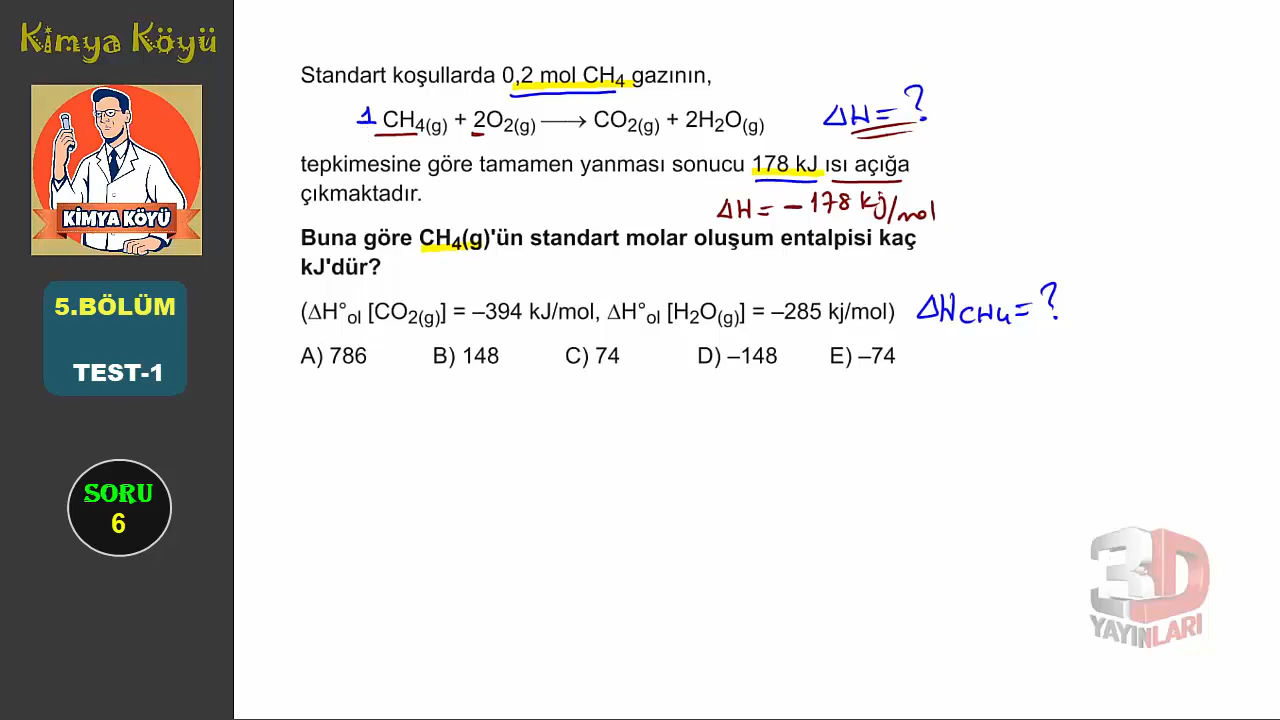 Kimya Köyü
KİMYA KÖYÜ
5.BÖLÜM
TEST-1
SORU
6
Standart koşullarda 0,2 mol CH₄ gazının,
1 CH₄(g) + 2O₂(g) ⟶ CO₂(g) + 2H₂O(g) ΔH = ?
tepkimesine göre tamamen yanması sonucu 178 kJ ısı açığa
çıkmaktadır.
ΔH = -178 kj/mol
Buna göre CH₄(g)'ün standart molar oluşum entalpisi kaç
kJ'dür?
(ΔH°ol [CO₂(g)] = –394 kJ/mol, ΔH°ol [H₂O(g)] = –285 kj/mol) ΔHCH₄ = ?
A) 786 B) 148 C) 74 D) –148 E) –74
3D
YAYINLARI